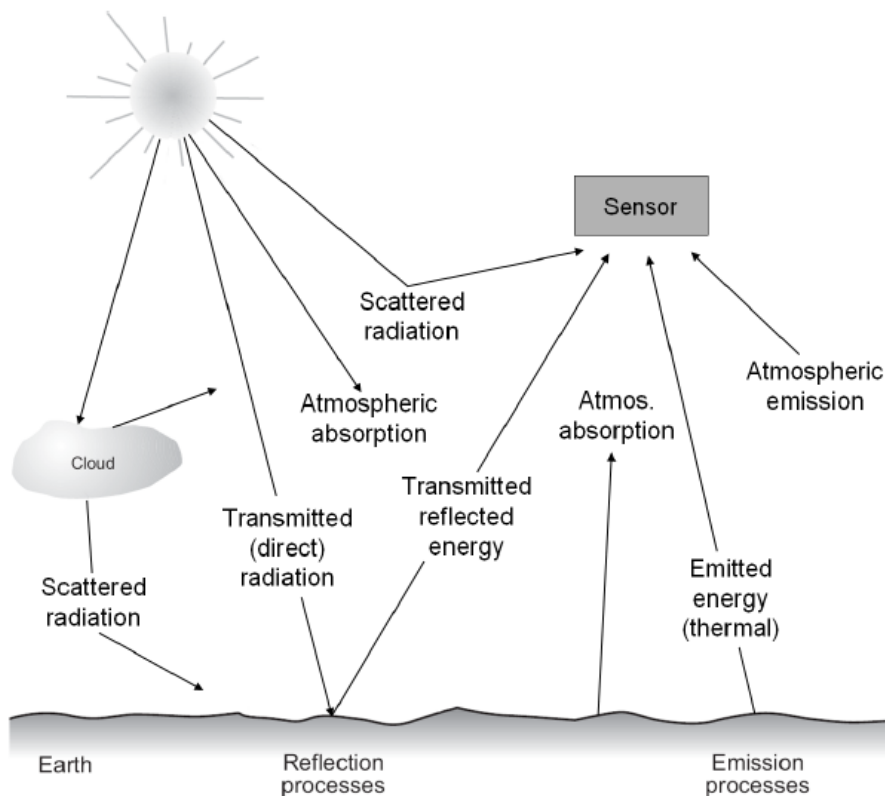 Sensor
Scattered
radiation
Atmospheric
absorption
Atmos.
absorption
Atmospheric
emission
Cloud
Transmitted
(direct)
radiation
Transmitted
reflected
energy
Scattered
radiation
Emitted
energy
(thermal)
Earth
Reflection
processes
Emission
processes